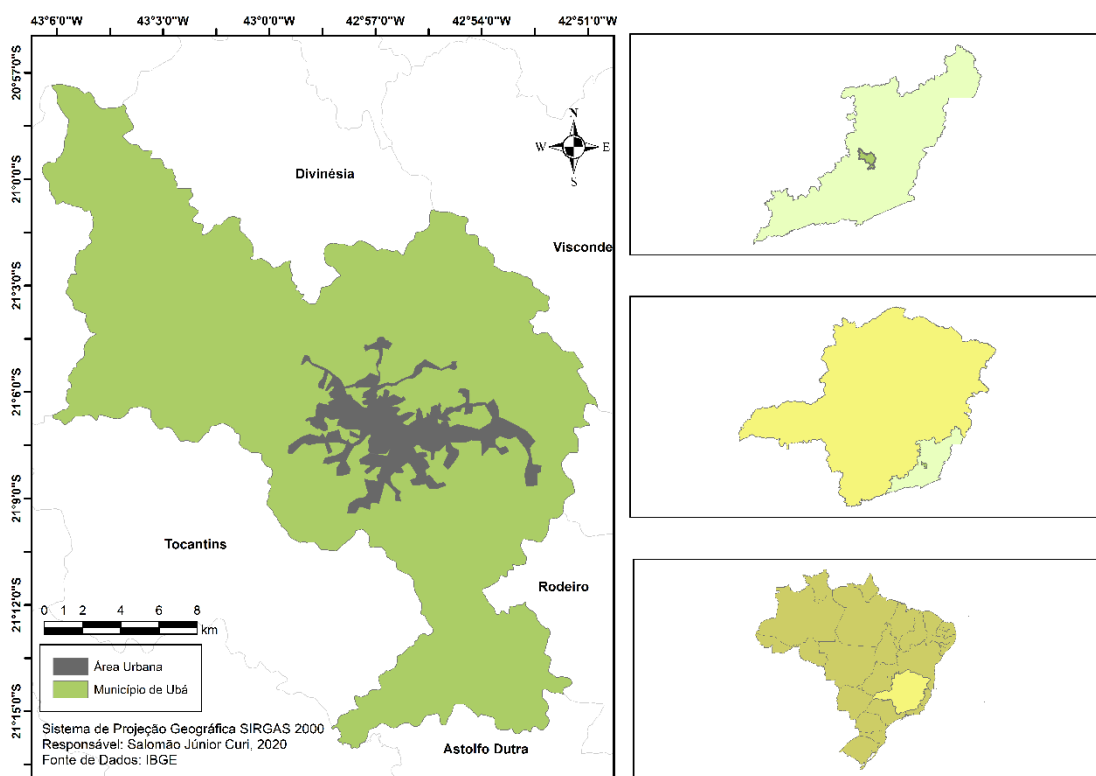 43°6'0"W 43°3'0"W 43°0'0"W 42°57'0"W 42°54'0"W 42°51'0"W
20°57'0"S
N
W E
S
Divinésia
21°0'0"S
Visconde
21°3'0"S
21°6'0"S
21°9'0"S
Tocantins
Rodeiro
21°12'0"S
0 1 2 4 6 8
km
Área Urbana
Município de Ubá
21°15'0"S
Sistema de Projeção Geográfica SIRGAS 2000
Responsável: Salomão Júnior Curi, 2020
Fonte de Dados: IBGE
Astolfo Dutra